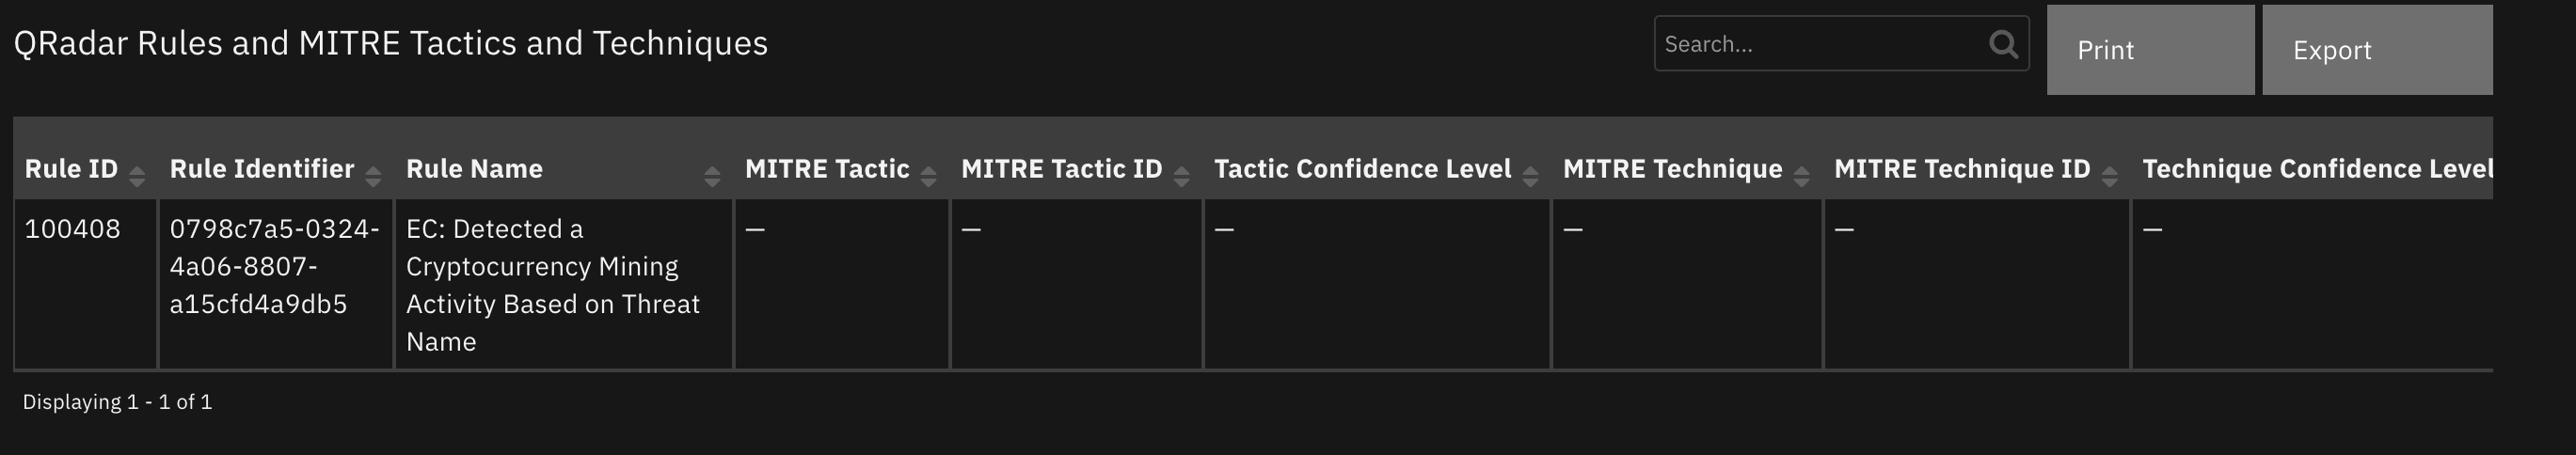 QRadar Rules and MITRE Tactics and Techniques
Search...
Print
Export
Rule ID Rule Identifier Rule Name MITRE Tactic MITRE Tactic ID Tactic Confidence Level MITRE Technique MITRE Technique ID Technique Confidence Level
100408 0798c7a5-0324- EC: Detected a — — — — — —
4a06-8807- Cryptocurrency Mining
a15cfd4a9db5 Activity Based on Threat
Name
Displaying 1 - 1 of 1